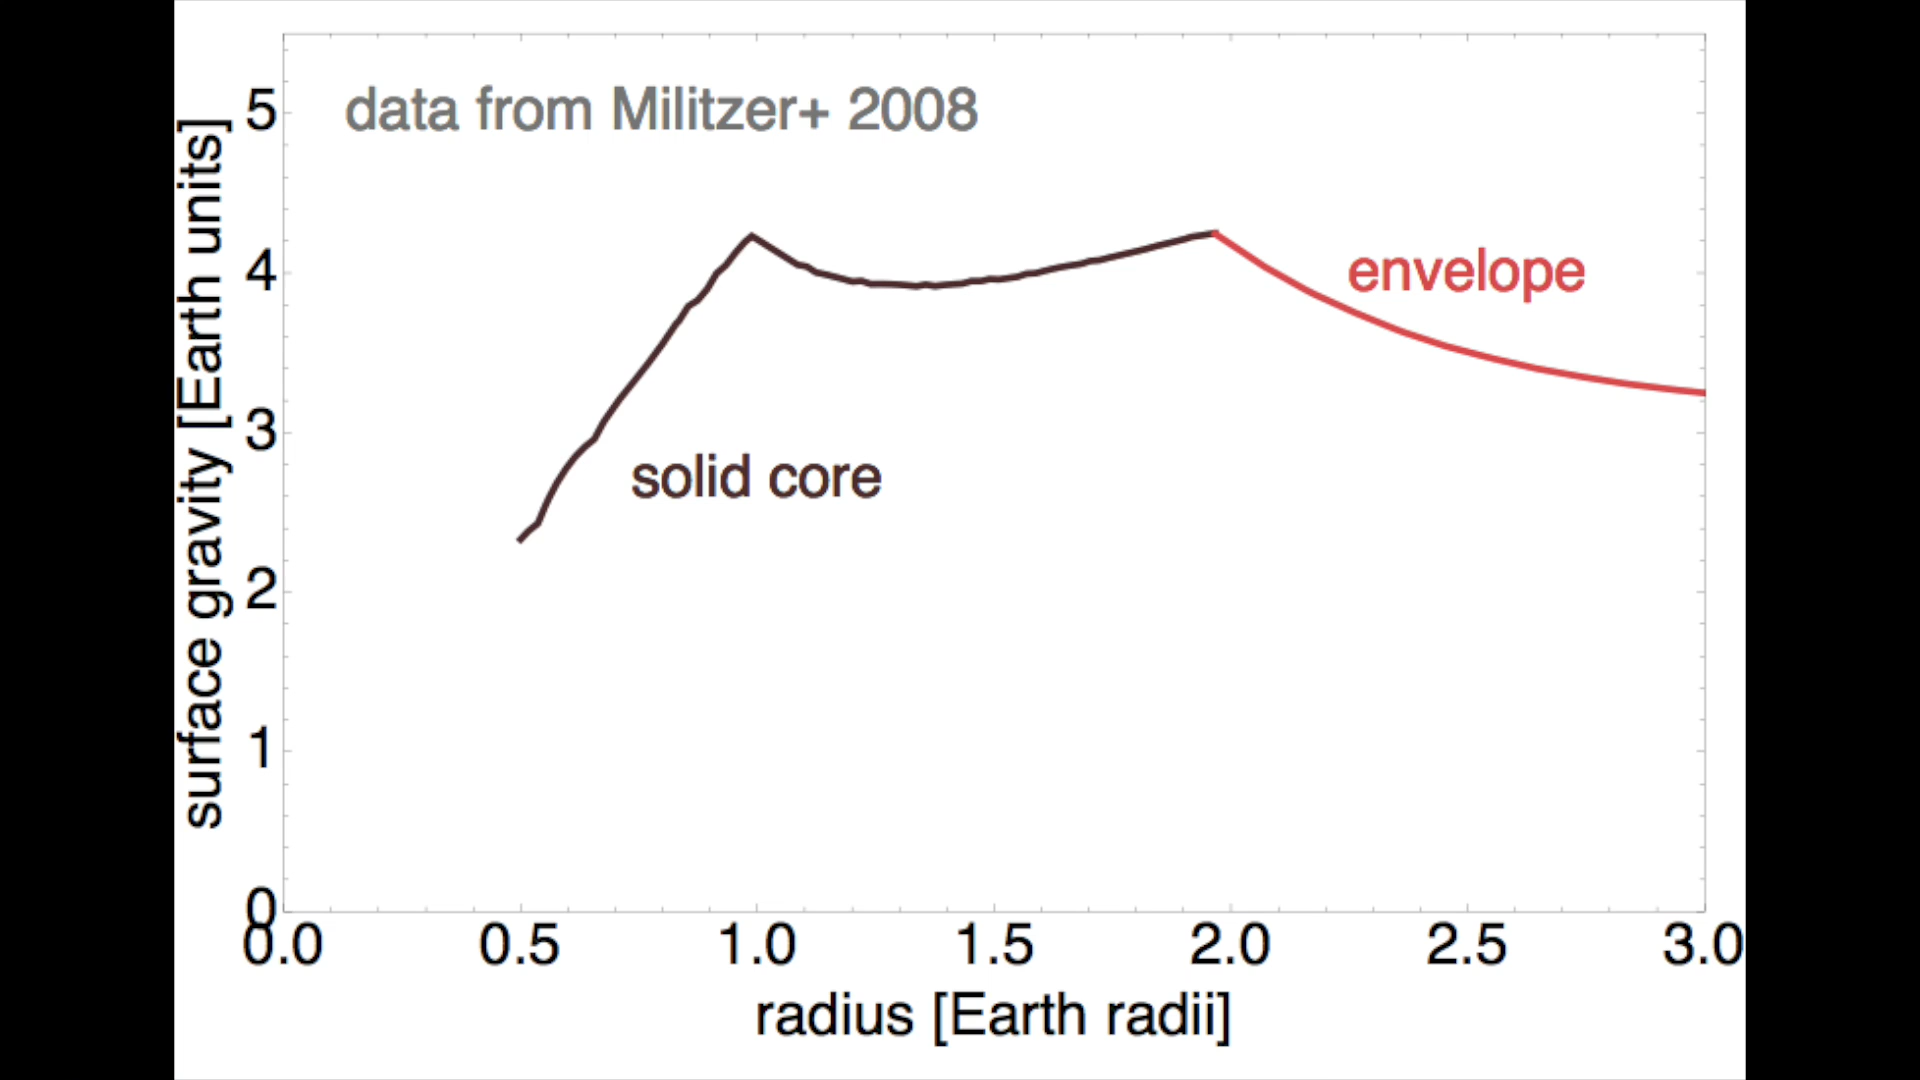 data from Militzer+ 2008
surface gravity [Earth units]
5
4
3
2
1
0
envelope
solid core
0.0 0.5 1.0 1.5 2.0 2.5 3.0
radius [Earth radii]